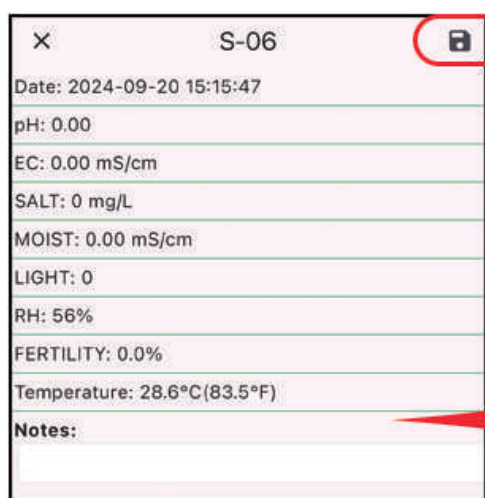 × S-06
Date: 2024-09-20 15:15:47
pH: 0.00
EC: 0.00 mS/cm
SALT: 0 mg/L
MOIST: 0.00 mS/cm
LIGHT: 0
RH: 56%
FERTILITY: 0.0%
Temperature: 28.6°C(83.5°F)
Notes: